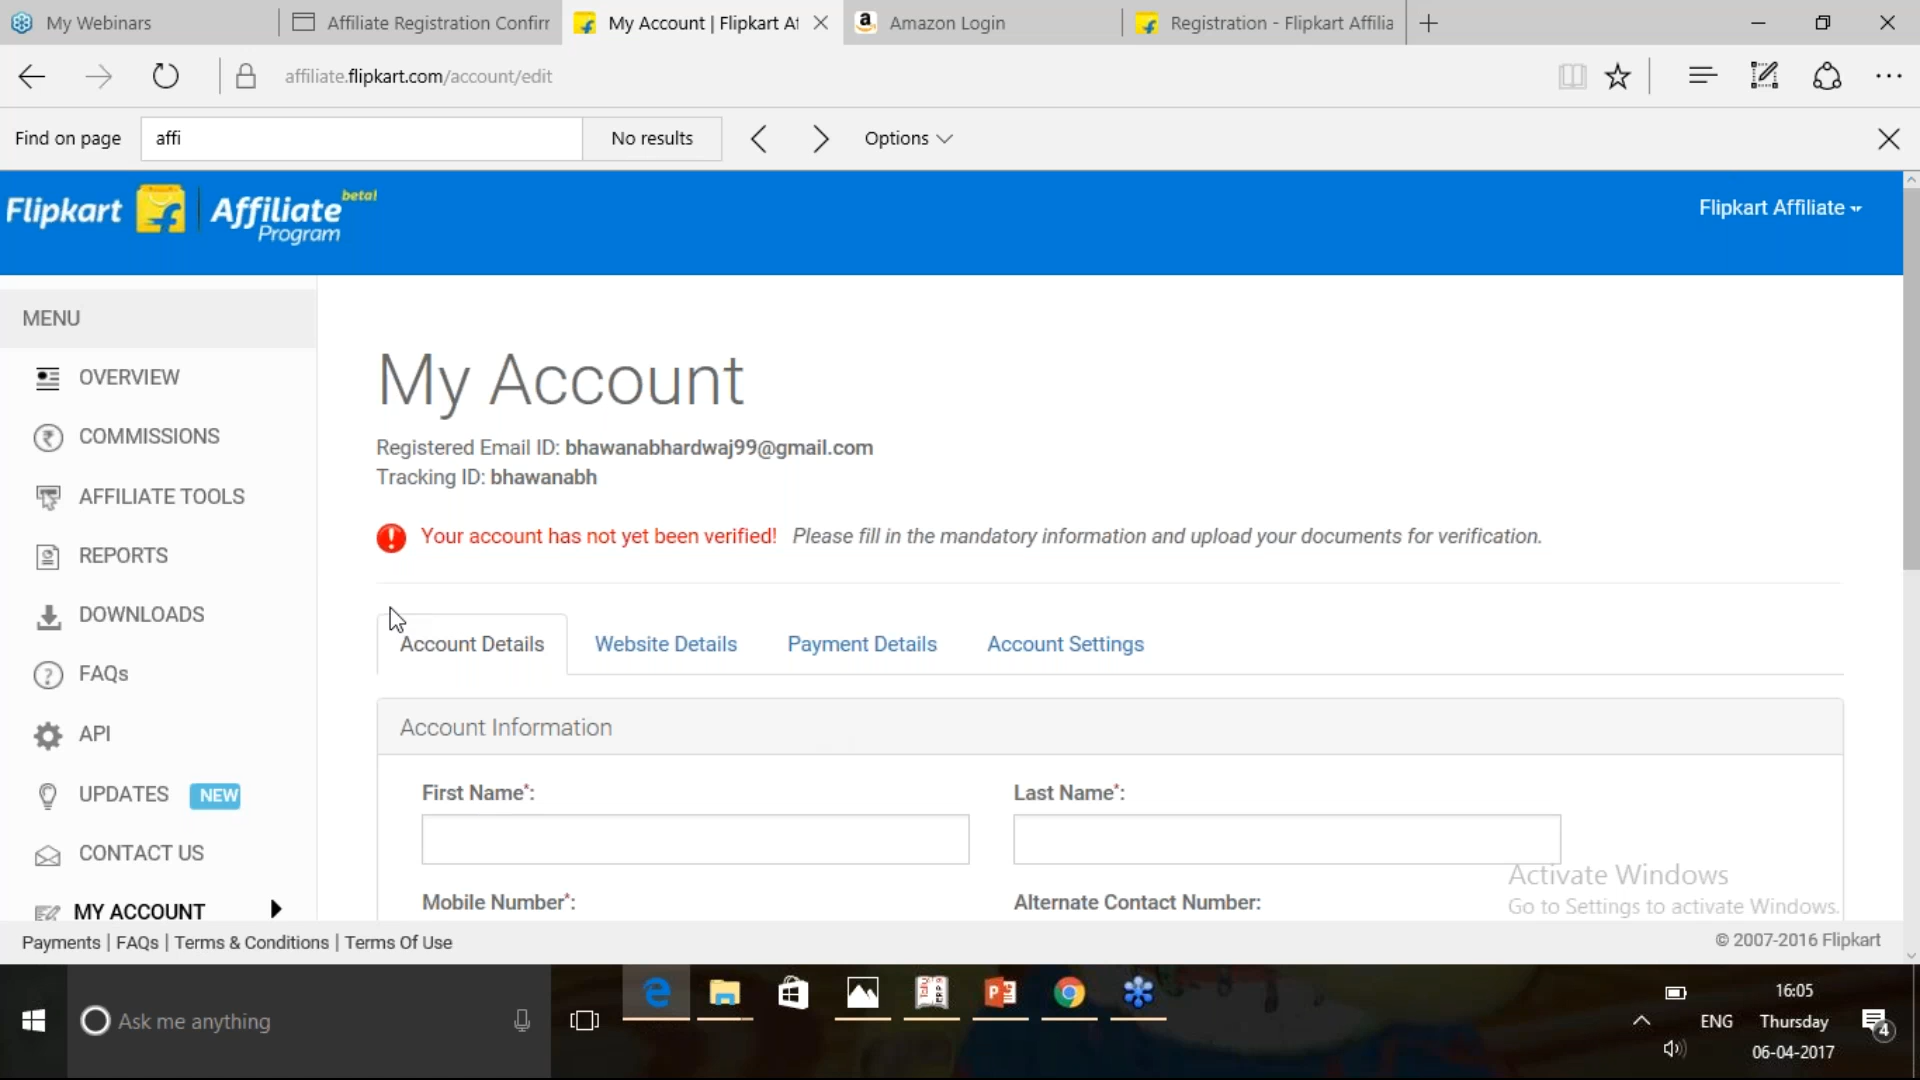 My Webinars
Affiliate Registration Confirr
My Account | Flipkart Af
Amazon Login
Registration - Flipkart Affilia
affiliate.flipkart.com/account/edit
Find on page
affi
No results
Options
Flipkart
Affiliate beta!
Program
Flipkart Affiliate
MENU
OVERVIEW
COMMISSIONS
AFFILIATE TOOLS
REPORTS
DOWNLOADS
FAQs
API
UPDATES NEW
CONTACT US
MY ACCOUNT
My Account
Registered Email ID: bhawanabhardwaj99@gmail.com
Tracking ID: bhawanabh
Your account has not yet been verified! Please fill in the mandatory information and upload your documents for verification.
Account Details
Website Details
Payment Details
Account Settings
Account Information
First Name*:
Last Name*:
Mobile Number*:
Alternate Contact Number:
Activate Windows
Go to Settings to activate Windows.
Payments | FAQs | Terms & Conditions | Terms Of Use
© 2007-2016 Flipkart
Ask me anything
ENG
16:05
Thursday
06-04-2017
4